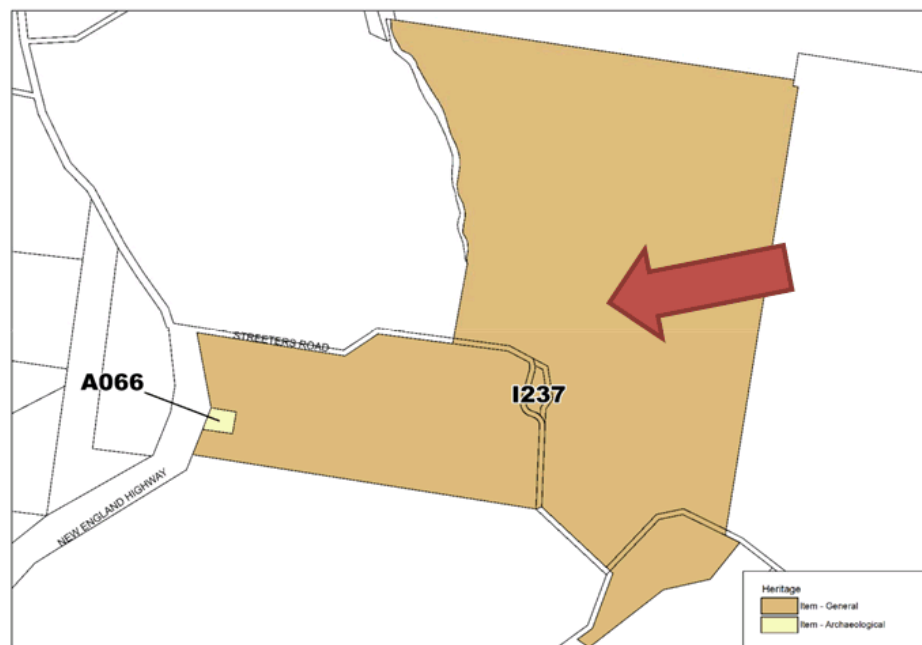 STREETERS ROAD
A066
I237
NEW ENGLAND HIGHWAY
Heritage
Item - General
Item - Archaeological